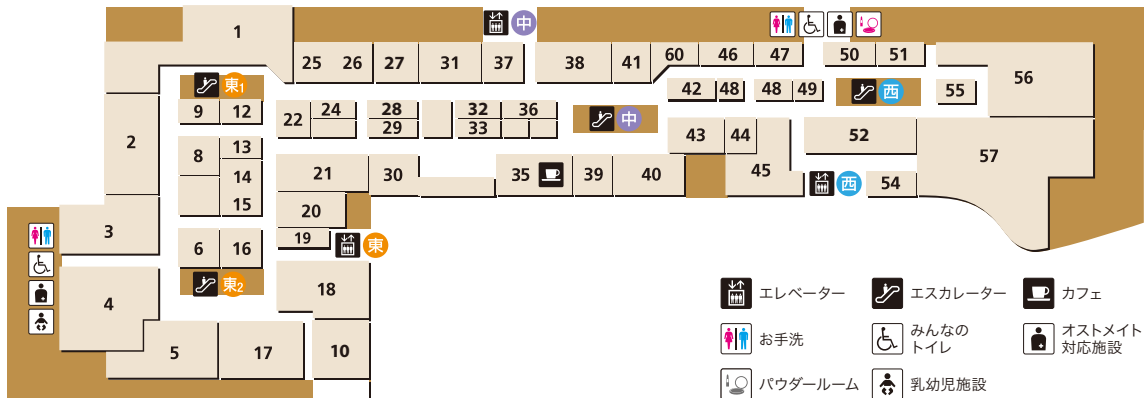 1
中
25 26 27 31 37 38 41 60 46 47 50 51
56
東1
42 48 48 49 西 55
9 12
22 24 28 32 36 中
29 33
2
8 13
43 44 52
57
14
21 30 35 39 40 45
西 54
15
20
3
6 16 19 東
東2
4
18
5 17 10
エレベーター
エスカレーター
カフェ
お手洗
みんなの
トイレ
オストメイト
対応施設
パウダールーム
乳幼児施設